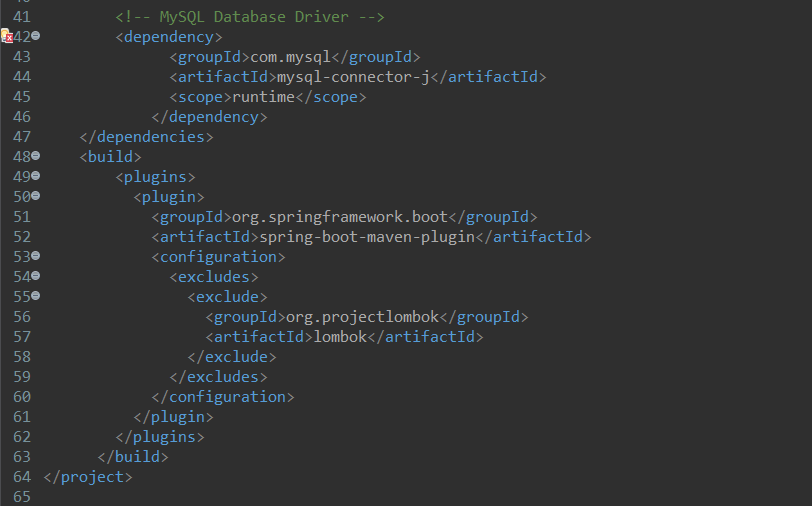 41 <!-- MySQL Database Driver -->
42 <dependency>
43 <groupId>com.mysql</groupId>
44 <artifactId>mysql-connector-j</artifactId>
45 <scope>runtime</scope>
46 </dependency>
47 </dependencies>
48 <build>
49 <plugins>
50 <plugin>
51 <groupId>org.springframework.boot</groupId>
52 <artifactId>spring-boot-maven-plugin</artifactId>
53 <configuration>
54 <excludes>
55 <exclude>
56 <groupId>org.projectlombok</groupId>
57 <artifactId>lombok</artifactId>
58 </exclude>
59 </excludes>
60 </configuration>
61 </plugin>
62 </plugins>
63 </build>
64 </project>
65